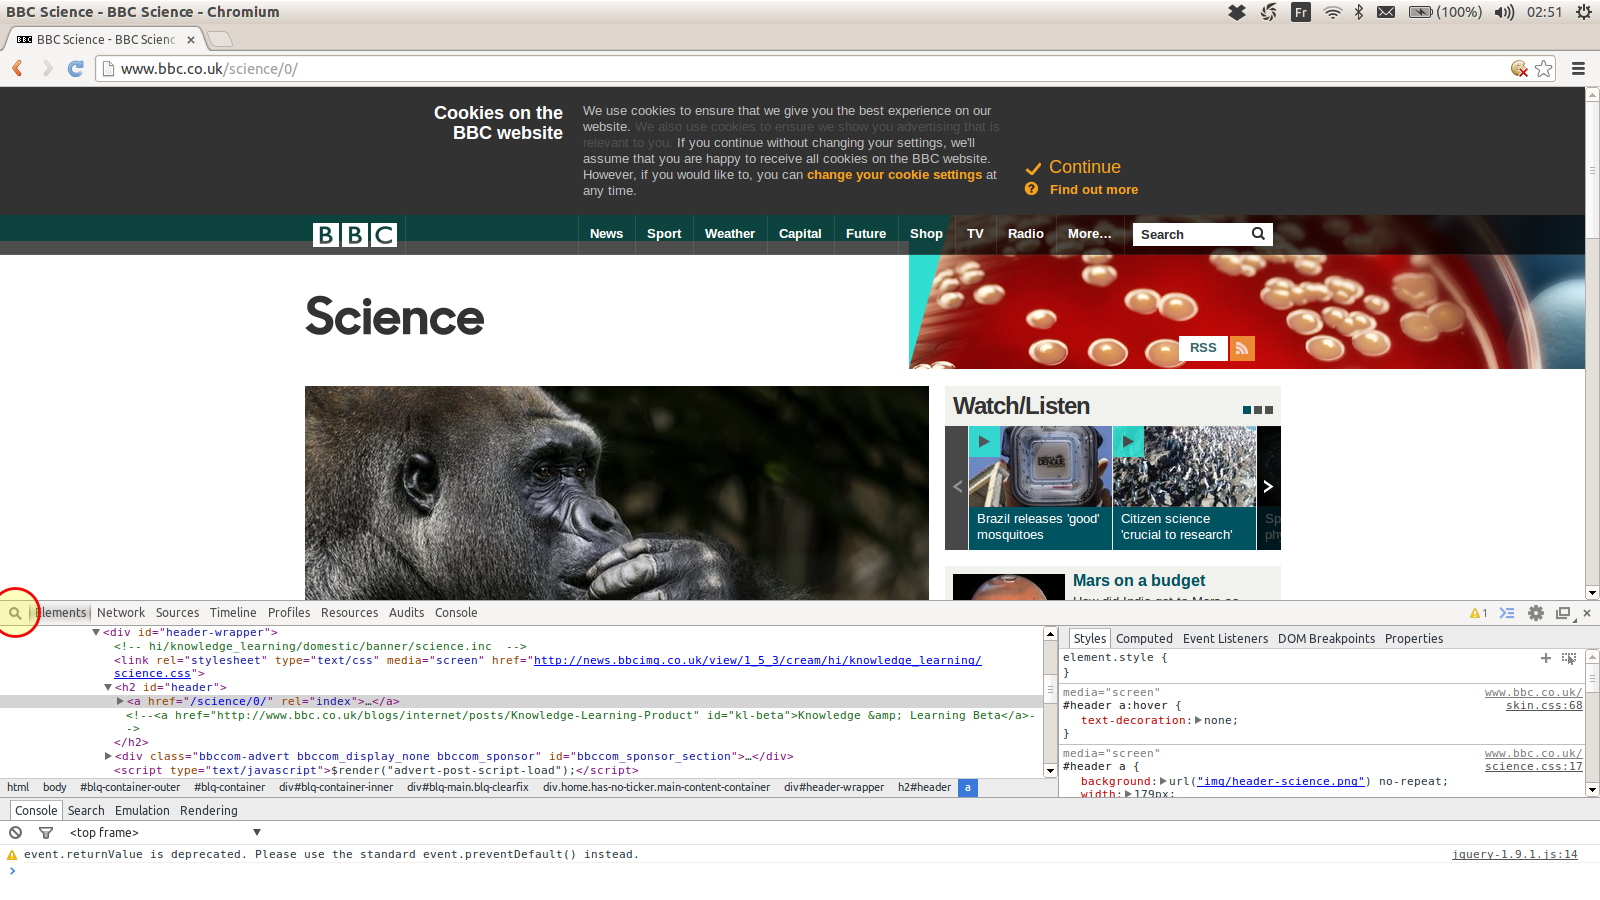 BBC Science - BBC Science - Chromium
Fr
(100%)
02:51
BBC Science - BBC Scienc
www.bbc.co.uk/science/0/
Cookies on the
BBC website
We use cookies to ensure that we give you the best experience on our
website. We also use cookies to ensure we show you advertising that is
relevant to you. If you continue without changing your settings, we'll
assume that you are happy to receive all cookies on the BBC website.
However, if you would like to, you can change your cookie settings at
any time.
Continue
Find out more
BBC
News Sport Weather Capital Future Shop TV Radio More... Search
Science
RSS
Watch/Listen
Brazil releases 'good'
mosquitoes
Citizen science
'crucial to research'
Sp
phy
Mars on a budget
How did India get to Mars so
Elements Network Sources Timeline Profiles Resources Audits Console
1
<div id="header-wrapper">
<!-- hi/knowledge_learning/domestic/banner/science.inc -->
<link rel="stylesheet" type="text/css" media="screen" href="http://news.bbcimg.co.uk/view/1_5_3/cream/hi/knowledge_learning/
science.css">
<h2 id="header">
<a href="/science/0/" rel="index">…</a>
<!--<a href="http://www.bbc.co.uk/blogs/internet/posts/Knowledge-Learning-Product" id="kl-beta">Knowledge &amp; Learning Beta</a>-
->
</h2>
<div class="bbccom-advert bbccom_display_none bbccom_sponsor" id="bbccom_sponsor_section">…</div>
<script type="text/javascript">$render("advert-post-script-load");</script>
html body #blq-container-outer #blq-container div#blq-container-inner div#blq-main.blq-clearfix div.home.has-no-ticker.main-content-container div#header-wrapper h2#header a
Styles Computed Event Listeners DOM Breakpoints Properties
element.style {
}
media="screen" www.bbc.co.uk/
#header a:hover { skin.css:68
text-decoration: none;
}
media="screen" www.bbc.co.uk/
#header a { science.css:17
background: url("img/header-science.png") no-repeat;
width: 179px;
Console Search Emulation Rendering
<top frame>
event.returnValue is deprecated. Please use the standard event.preventDefault() instead. jquery-1.9.1.js:14